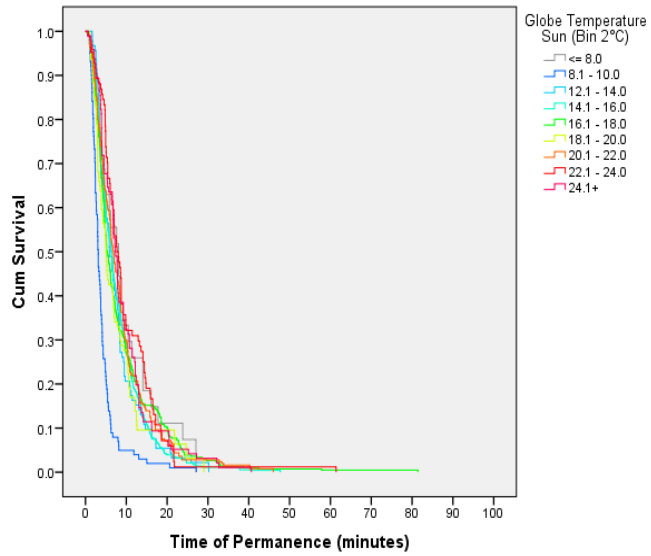 Globe Temperature
Sun (Bin 2°C)
<= 8.0
8.1 - 10.0
12.1 - 14.0
14.1 - 16.0
16.1 - 18.0
18.1 - 20.0
20.1 - 22.0
22.1 - 24.0
24.1+
Cum Survival
1.0
0.9
0.8
0.7
0.6
0.5
0.4
0.3
0.2
0.1
0.0
0 10 20 30 40 50 60 70 80 90 100
Time of Permanence (minutes)